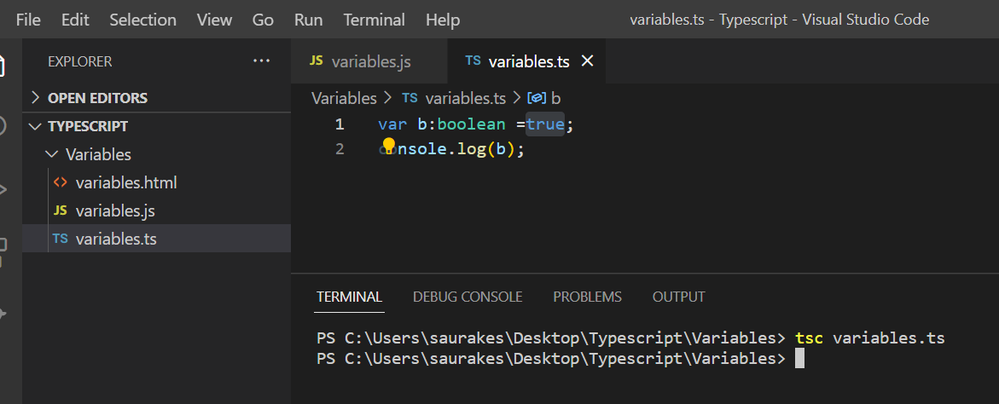 File Edit Selection View Go Run Terminal Help variables.ts - Typescript - Visual Studio Code
EXPLORER ···
JS variables.js TS variables.ts ×
OPEN EDITORS
Variables > TS variables.ts > b
TYPESCRIPT
Variables
<> variables.html
JS variables.js
TS variables.ts
1 var b:boolean =true;
2 console.log(b);
TERMINAL DEBUG CONSOLE PROBLEMS OUTPUT
PS C:\Users\saurakes\Desktop\Typescript\Variables> tsc variables.ts
PS C:\Users\saurakes\Desktop\Typescript\Variables>